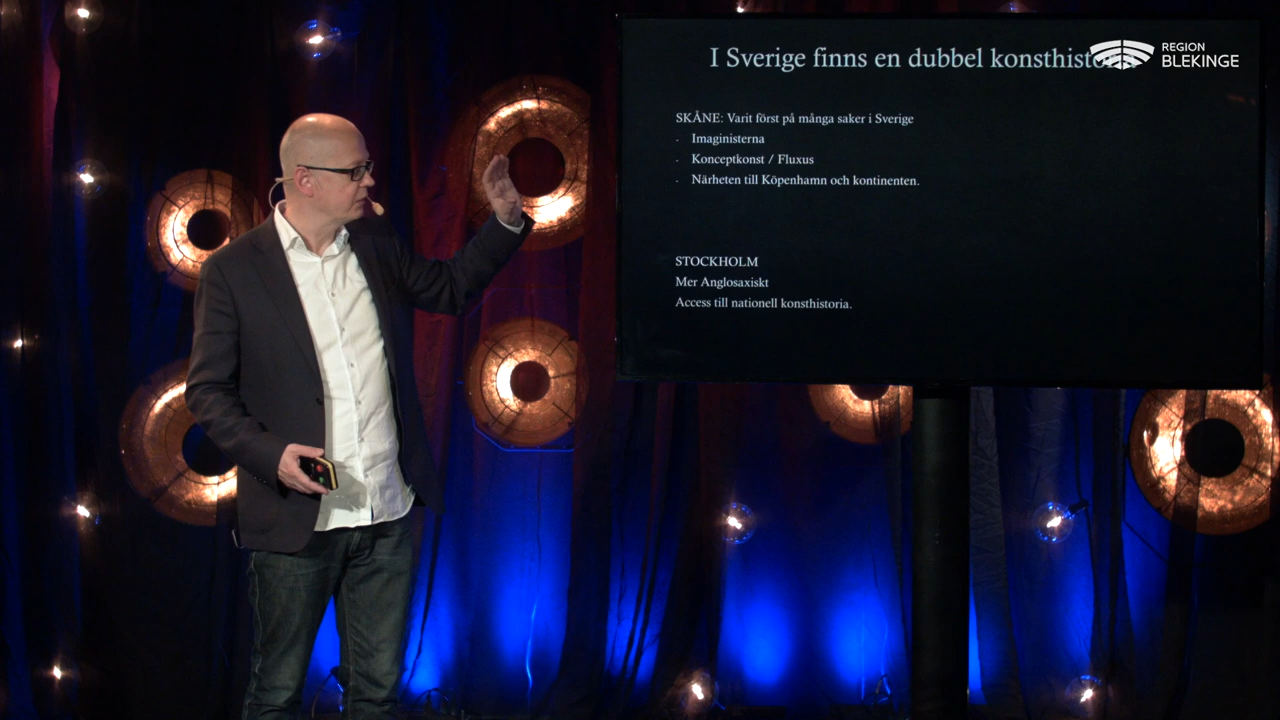 I Sverige finns en dubbel konsthistoria
REGION
BLEKINGE
SKÅNE: Varit först på många saker i Sverige
- Imaginisterna
- Konceptkonst / Fluxus
- Närheten till Köpenhamn och kontinenten.
STOCKHOLM
Mer Anglosaxiskt
Access till nationell konsthistoria.